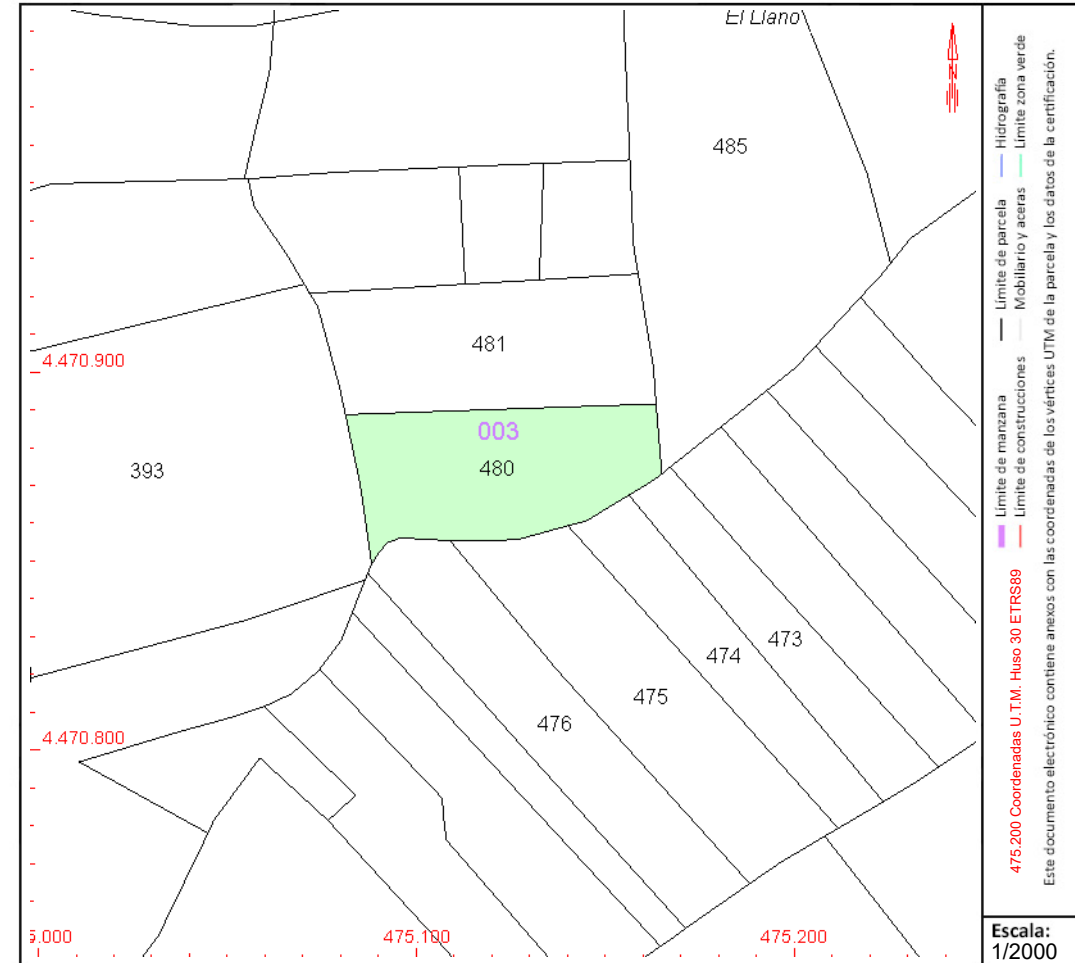 El Llano
485
481
4.470.900
003
480
393
473
474
475
476
4.470.800
5.000
475.100
475.200
N
475.200 Coordenadas U.T.M. Huso 30 ETRS89
Límite de manzana
Límite de parcela
Hidrografía
Límite de construcciones
Mobiliario y aceras
Límite zona verde
Este documento electrónico contiene anexos con las coordenadas de los vértices UTM de la parcela y los datos de la certificación.
Escala:
1/2000